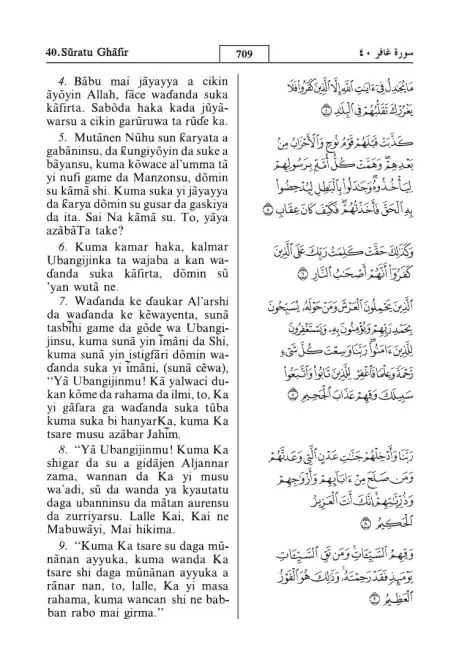 40. Sūratu Ghāfir
709
سورة غافر ٤٠
4. Bābu mai jāyayya a cikin
āyōyin Allah, fāce waɗanda suka
kāfirta. Sabōda haka kada jūyà-
warsu a cikin garūruwa ta rūɗe ka.
5. Mutānen Nūhu sun ƙaryata a
gabāninsu, da ƙungiyōyin da suke a
bāyansu, kuma kōwace al'umma tā
yi nufi game da Manzonsu, dōmin
su kāmā shi. Kuma suka yi jāyayya
da ƙarya dōmin su gusar da gaskiya
da ita. Sai Na kāmā su. To, yāya
azābāTa take?
6. Kuma kamar haka, kalmar
Ubangijinka ta wajaba a kan wa-
ɗanda suka kāfirta, dōmin sū
'yan wutā ne.
7. Waɗanda ke ɗaukar Al'arshi
da waɗanda ke kēwayenta, sunā
tasbĩhi game da gōde wa Ubangi-
jinsu, kuma sunā yin ĩmāni da Shi,
kuma sunā yin istigfāri dōmin wa-
ɗanda suka yi ĩmāni, (sunā cēwa),
“Yā Ubangijinmu! Kā yalwaci du-
kan kōme da rahama da ilmi, to, Ka
yi gāfara ga waɗanda suka tūba
kuma suka bi hanyarKa, kuma Ka
tsare musu azābar Jahĩm.
8. “Yā Ubangijinmu! Kuma Ka
shigar da su a gidājen Aljannar
zama, wannan da Ka yi musu
wa'adi, sū da wanda ya kyautatu
daga ubanninsu da mātan aurensu
da zurriyarsu. Lalle Kai, Kai ne
Mabuwāyi, Mai hikima.
9. “Kuma Ka tsare su daga mū-
nānan ayyuka, kuma wanda Ka
tsare shi daga mūnānan ayyuka a
rānar nan, to, lalle, Ka yi masa
rahama, kuma wancan shi ne bab-
ban rabo mai girma.”
مَا يُجَٰدِلُ فِىٓ ءَايَٰتِ ٱللَّهِ إِلَّا ٱلَّذِينَ كَفَرُواْ فَلَا
يَغْرُرْكَ تَقَلُّبُهُمْ فِى ٱلْبِلَٰدِ ٤
كَذَّبَتْ قَبْلَهُمْ قَوْمُ نُوحٍ وَٱلْأَحْزَابُ مِنۢ
بَعْدِهِمْ وَهَمَّتْ كُلُّ أُمَّةٍۭ بِرَسُولِهِمْ
لِيَأْخُذُوهُ وَجَٰدَلُواْ بِٱلْبَٰطِلِ لِيُدْحِضُواْ
بِهِ ٱلْحَقَّ فَأَخَذْتُهُمْ فَكَيْفَ كَانَ عِقَابِ ٥
وَكَذَٰلِكَ حَقَّتْ كَلِمَتُ رَبِّكَ عَلَى ٱلَّذِينَ
كَفَرُوٓاْ أَنَّهُمْ أَصْحَٰبُ ٱلنَّارِ ٦
ٱلَّذِينَ يَحْمِلُونَ ٱلْعَرْشَ وَمَنْ حَوْلَهُۥ يُسَبِّحُونَ
بِحَمْدِ رَبِّهِمْ وَيُؤْمِنُونَ بِهِۦ وَيَسْتَغْفِرُونَ
لِلَّذِينَ ءَامَنُواْ رَبَّنَا وَسِعْتَ كُلَّ شَىْءٍ
رَّحْمَةً وَعِلْمًا فَٱغْفِرْ لِلَّذِينَ تَابُواْ وَٱتَّبَعُواْ
سَبِيلَكَ وَقِهِمْ عَذَابَ ٱلْجَحِيمِ ٧
رَبَّنَا وَأَدْخِلْهُمْ جَنَّٰتِ عَدْنٍ ٱلَّتِى وَعَدتَّهُمْ
وَمَن صَلَحَ مِنْ ءَابَآئِهِمْ وَأَزْوَٰجِهِمْ
وَذُرِّيَّٰتِهِمْ إِنَّكَ أَنتَ ٱلْعَزِيزُ
ٱلْحَكِيمُ ٨
وَقِهِمُ ٱلسَّيِّـَٔاتِ وَمَن تَقِ ٱلسَّيِّـَٔاتِ
يَوْمَئِذٍ فَقَدْ رَحِمْتَهُۥ وَذَٰلِكَ هُوَ ٱلْفَوْزُ
ٱلْعَظِيمُ ٩